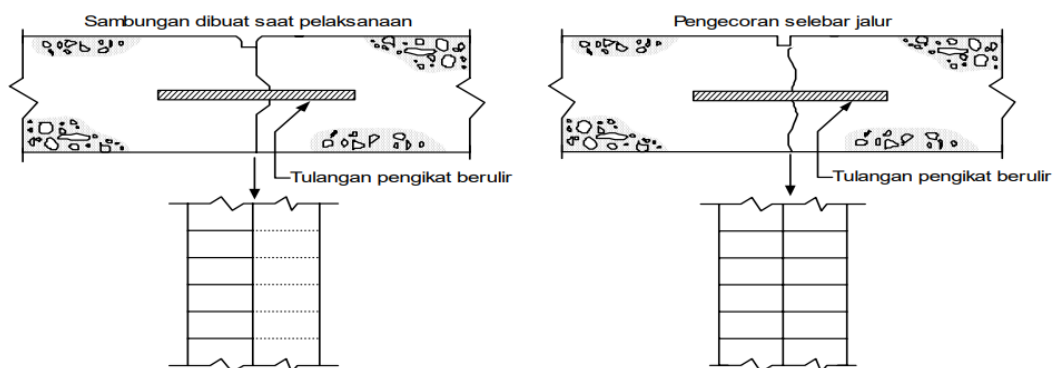 Sambungan dibuat saat pelaksanaan
Pengecoran selebar jalur
Tulangan pengikat berulir
Tulangan pengikat berulir